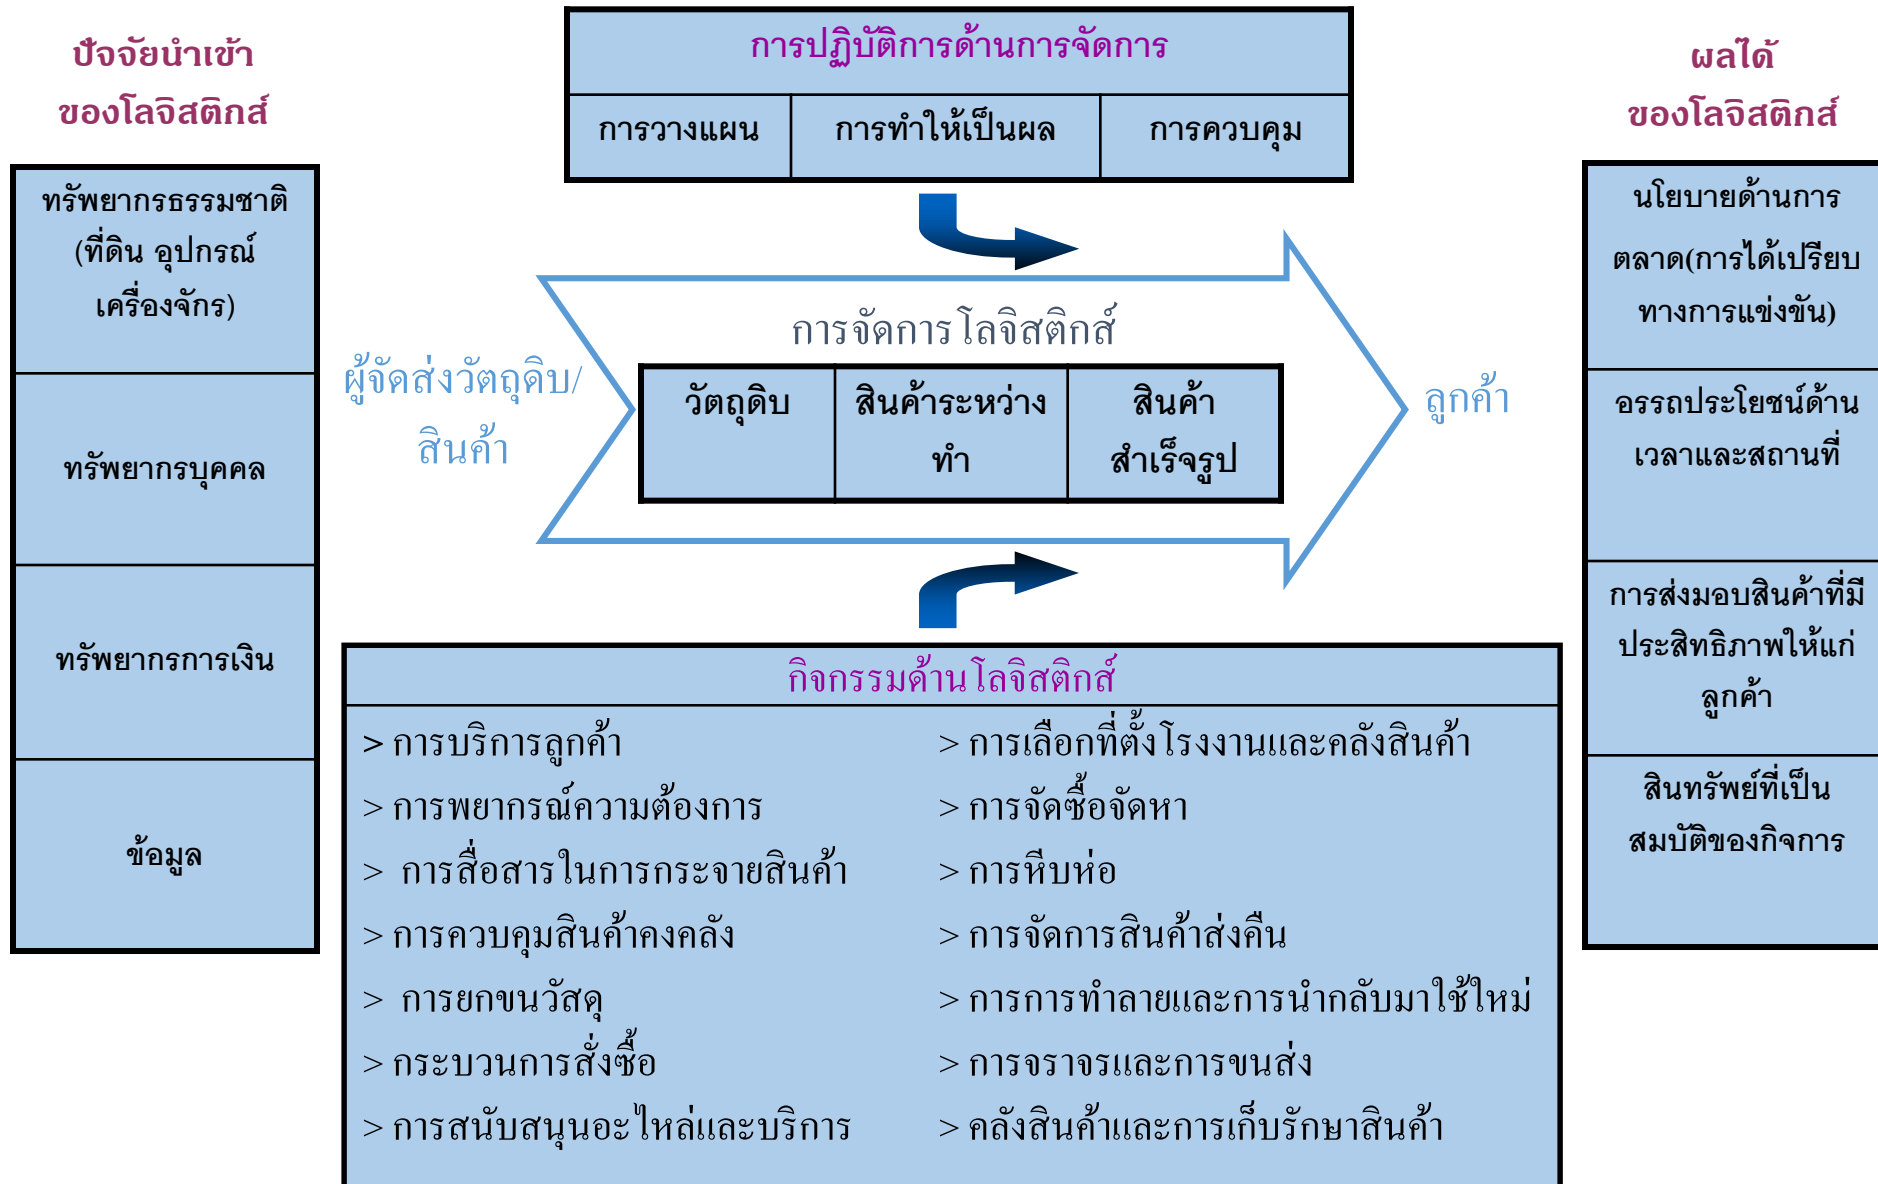 ปัจจัยนำเข้า
ของโลจิสติกส์
ทรัพยากรธรรมชาติ
(ที่ดิน อุปกรณ์
เครื่องจักร)
ทรัพยากรบุคคล
ทรัพยากรการเงิน
ข้อมูล
การปฏิบัติการด้านการจัดการ
การวางแผน
การทำให้เป็นผล
การควบคุม
ผู้จัดส่งวัตถุดิบ/
สินค้า
การจัดการโลจิสติกส์
วัตถุดิบ
สินค้าระหว่าง
ทำ
สินค้า
สำเร็จรูป
ลูกค้า
กิจกรรมด้านโลจิสติกส์
> การบริการลูกค้า
> การพยากรณ์ความต้องการ
> การสื่อสารในการกระจายสินค้า
> การควบคุมสินค้าคงคลัง
> การยกขนวัสดุ
> กระบวนการสั่งซื้อ
> การสนับสนุนอะไหล่และบริการ
> การเลือกที่ตั้งโรงงานและคลังสินค้า
> การจัดซื้อจัดหา
> การหีบห่อ
> การจัดการสินค้าส่งคืน
> การการทำลายและการนำกลับมาใช้ใหม่
> การจราจรและการขนส่ง
> คลังสินค้าและการเก็บรักษาสินค้า
ผลได้
ของโลจิสติกส์
นโยบายด้านการ
ตลาด(การได้เปรียบ
ทางการแข่งขัน)
อรรถประโยชน์ด้าน
เวลาและสถานที่
การส่งมอบสินค้าที่มี
ประสิทธิภาพให้แก่
ลูกค้า
สินทรัพย์ที่เป็น
สมบัติของกิจการ